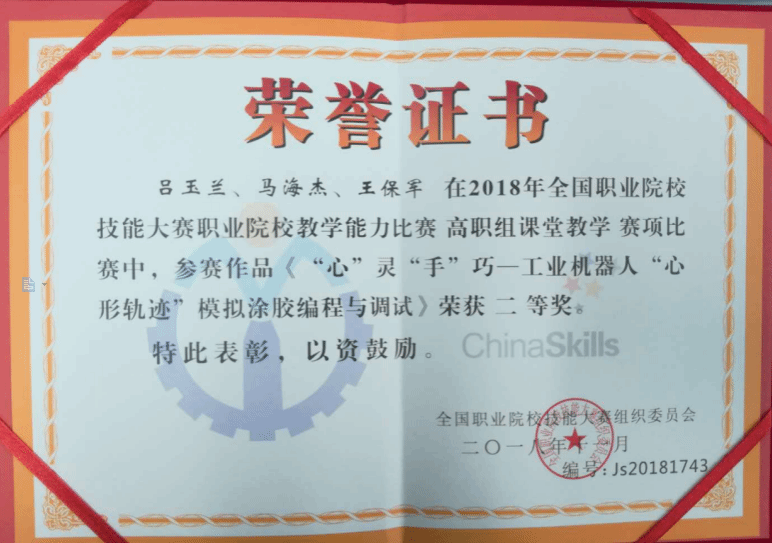 荣誉证书
吕玉兰、马海杰、王保军 在2018年全国职业院校
技能大赛职业院校教学能力比赛 高职组课堂教学 赛项比
赛中，参赛作品《“心”灵“手”巧—工业机器人“心
形轨迹”模拟涂胶编程与调试》荣获 二 等奖。
特此表彰，以资鼓励。
ChinaSkills
全国职业院校技能大赛组织委员会
二〇一八年十一月
编号:Js20181743